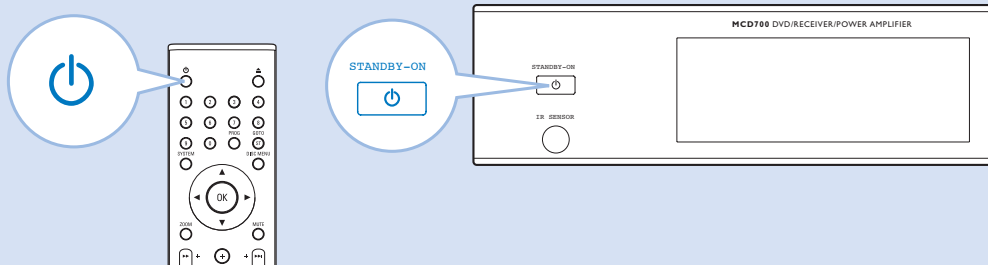 STANDBY-ON
MCD700 DVD/RECEIVER/POWER AMPLIFIER
STANDBY-ON
IR SENSOR
1 2 3 4
5 6 7 8
PROG GOTO
9 0
SYSTEM DISC MENU
OK
ZOOM MUTE